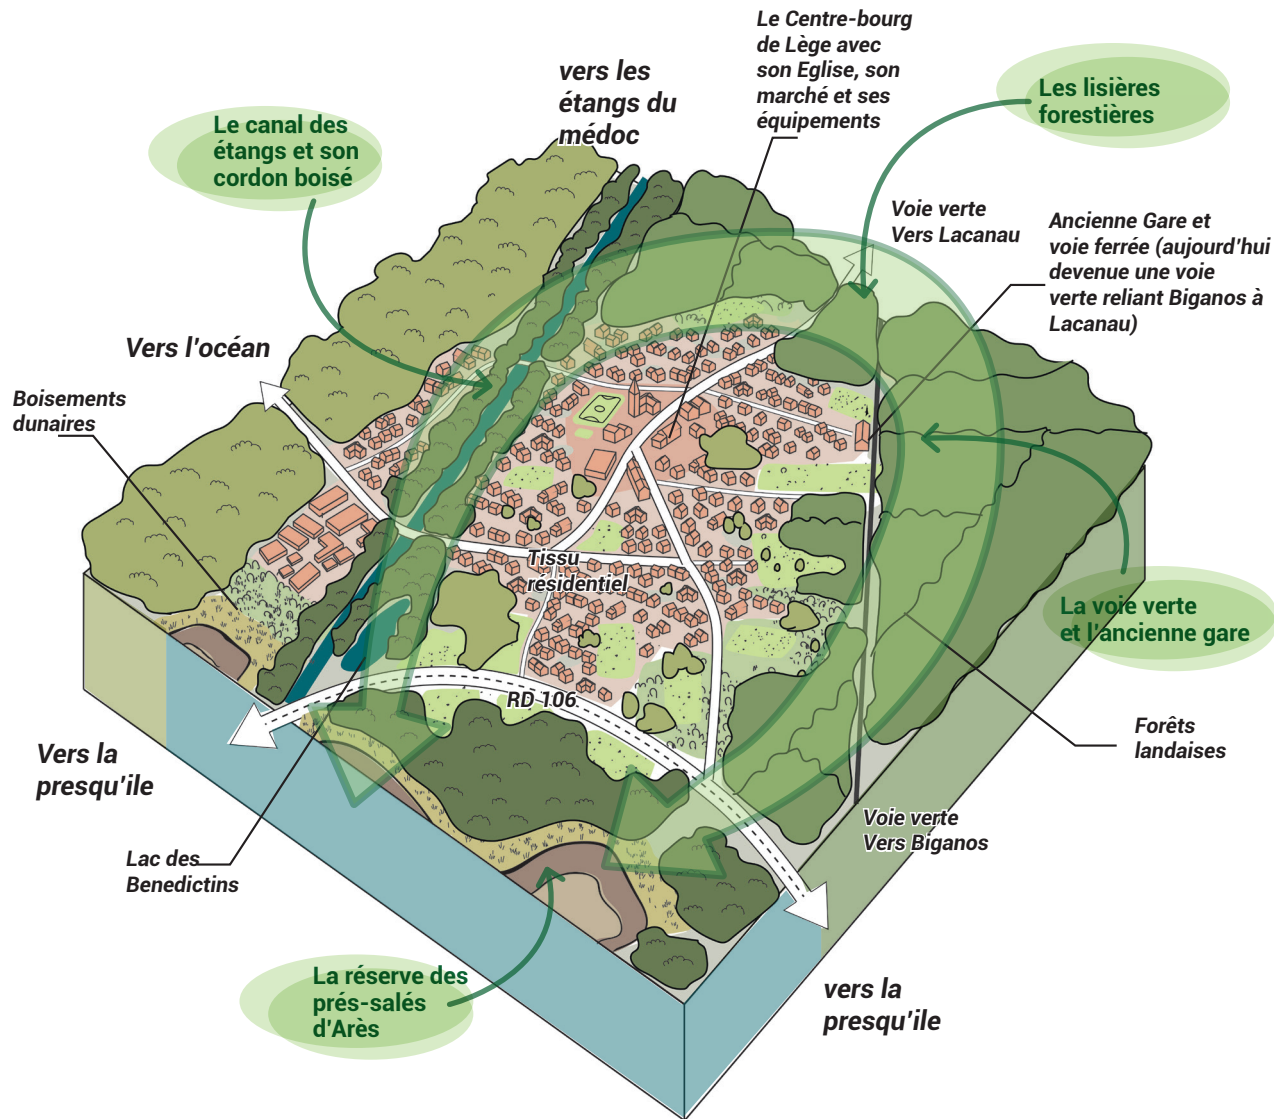 Le Centre-bourg
de Lège avec
son Eglise, son
marché et ses
équipements
vers les
étangs du
médoc
Les lisières
forestières
Le canal des
étangs et son
cordon boisé
Voie verte
Vers Lacanau
Ancienne Gare et
voie ferrée (aujourd'hui
devenue une voie
verte reliant Biganos à
Lacanau)
Vers l'océan
Boisements
dunaires
Tissu
résidentiel
La voie verte
et l'ancienne gare
RD 106
Vers la
presqu'ile
Forêts
landaises
Voie verte
Vers Biganos
Lac des
Benedictins
La réserve des
prés-salés
d'Arès
vers la
presqu'ile